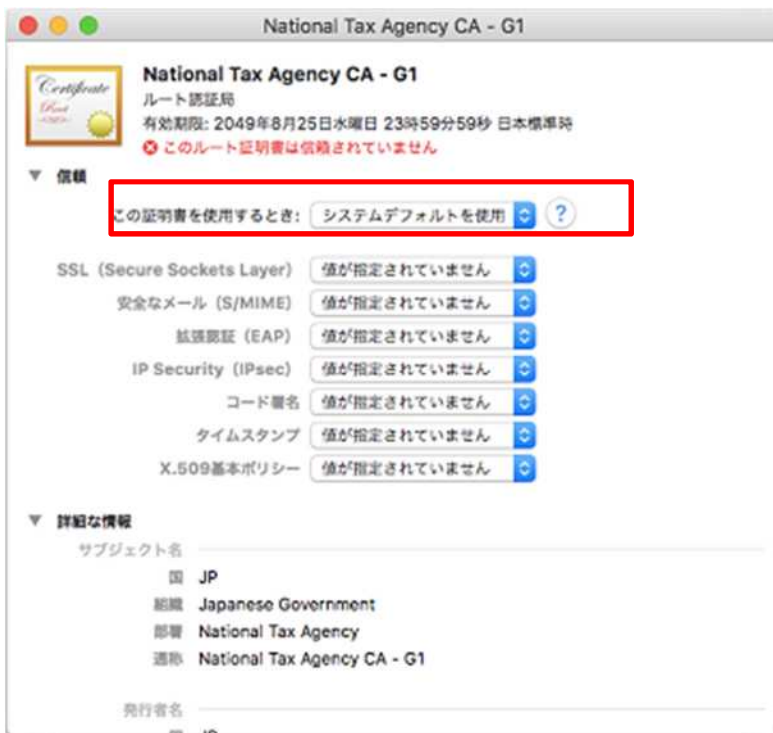 National Tax Agency CA - G1
Certificate
Root
National Tax Agency CA - G1
ルート認証局
有効期限: 2049年8月25日水曜日 23時59分59秒 日本標準時
このルート証明書は信頼されていません
信頼
この証明書を使用するとき: システムデフォルトを使用 ?
SSL（Secure Sockets Layer） 値が指定されていません
安全なメール（S/MIME） 値が指定されていません
拡張認証（EAP） 値が指定されていません
IP Security（IPsec） 値が指定されていません
コード署名 値が指定されていません
タイムスタンプ 値が指定されていません
X.509基本ポリシー 値が指定されていません
詳細な情報
サブジェクト名
国 JP
組織 Japanese Government
部署 National Tax Agency
通称 National Tax Agency CA - G1
発行者名